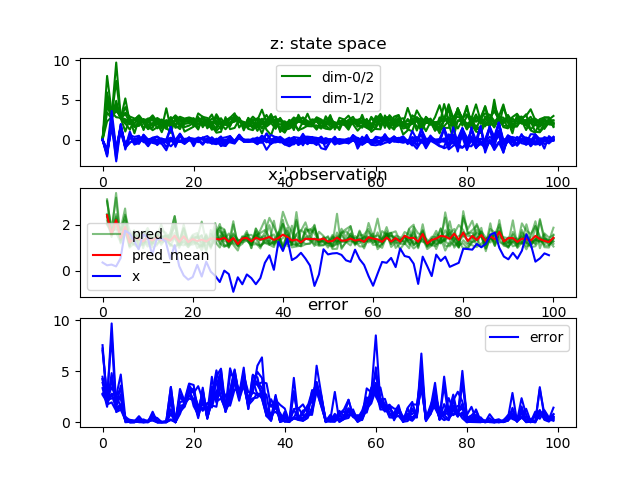 z: state space
10
5
0
dim-0/2
dim-1/2
0 20 40 60 80 100
x: observation
2
0
pred
pred_mean
x
0 20 40 60 80 100
error
10
5
0
error
0 20 40 60 80 100